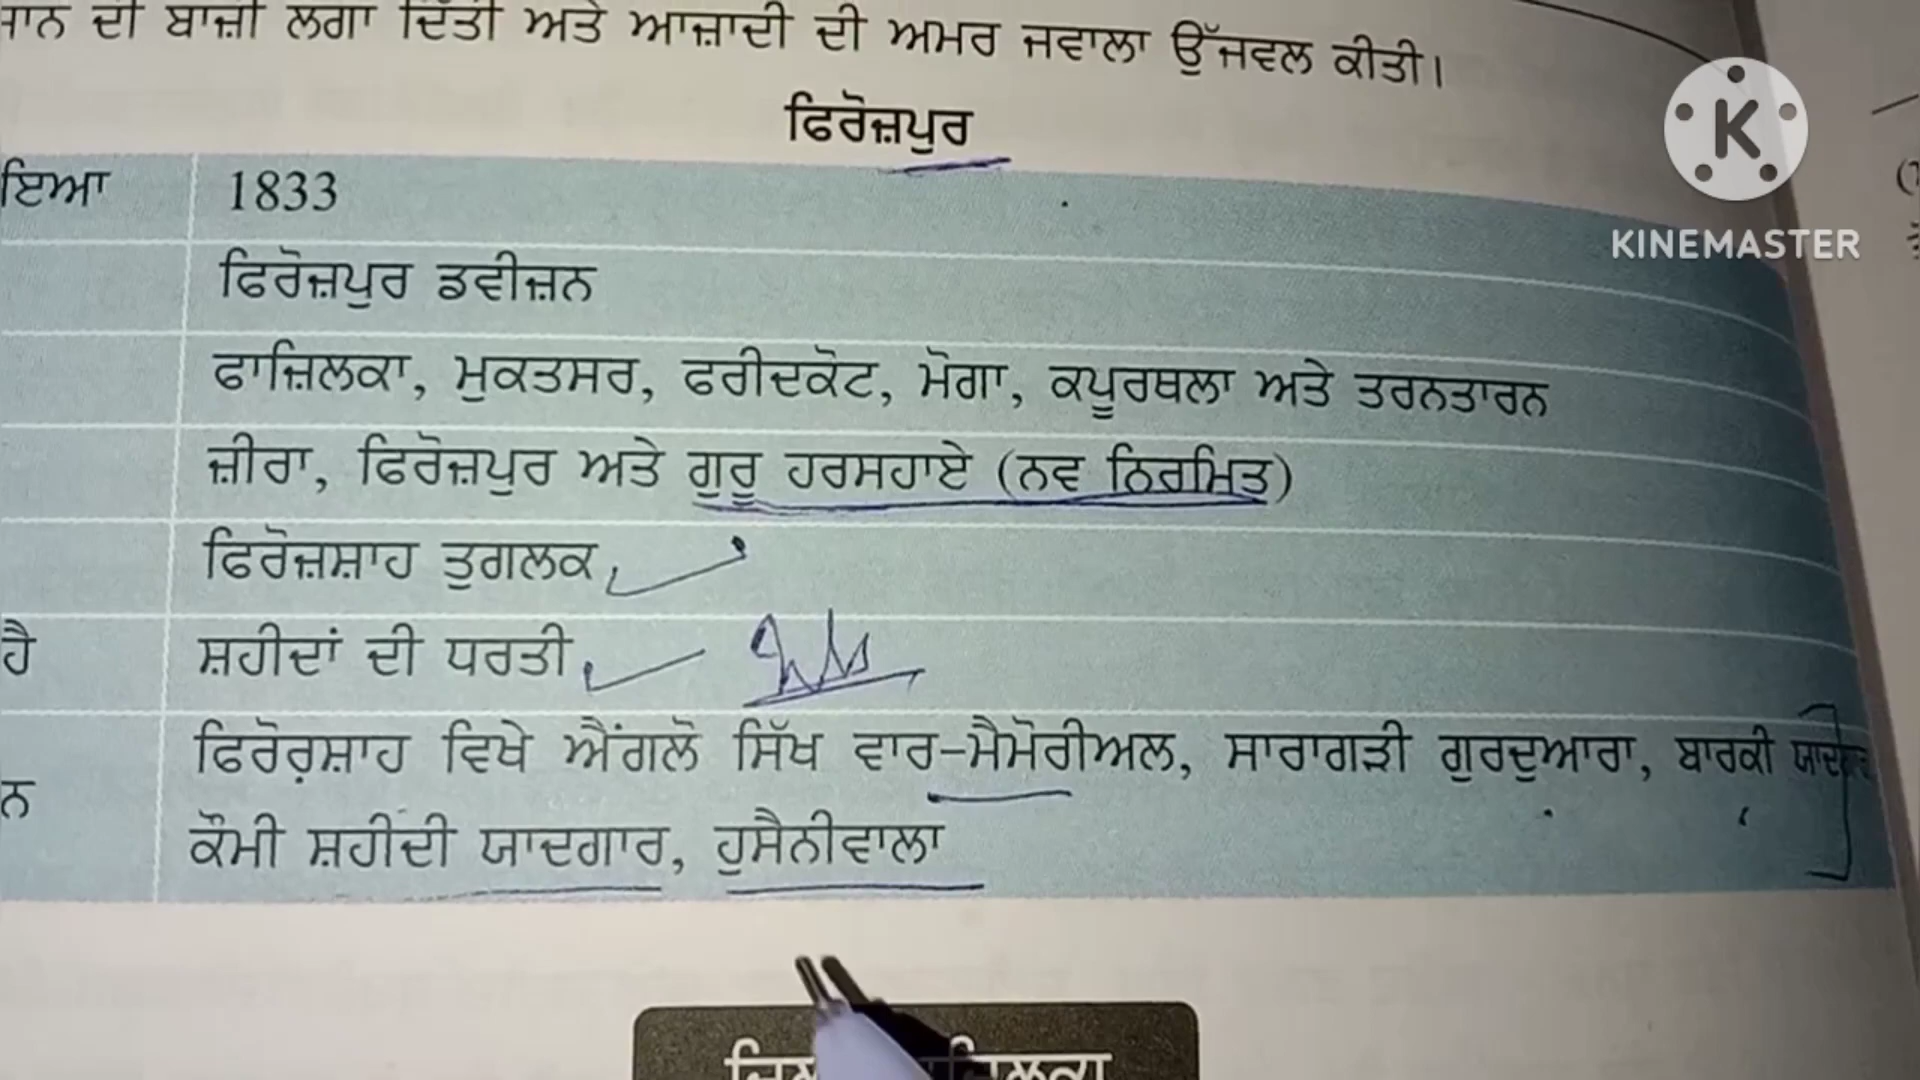 ਜਾਨ ਦੀ ਬਾਜ਼ੀ ਲਗਾ ਦਿੱਤੀ ਅਤੇ ਆਜ਼ਾਦੀ ਦੀ ਅਮਰ ਜਵਾਲਾ ਉੱਜਵਲ ਕੀਤੀ।
ਫਿਰੋਜ਼ਪੁਰ
KINEMASTER
ਇਆ 1833
ਫਿਰੋਜ਼ਪੁਰ ਡਵੀਜ਼ਨ
ਫਾਜ਼ਿਲਕਾ, ਮੁਕਤਸਰ, ਫਰੀਦਕੋਟ, ਮੋਗਾ, ਕਪੂਰਥਲਾ ਅਤੇ ਤਰਨਤਾਰਨ
ਜ਼ੀਰਾ, ਫਿਰੋਜ਼ਪੁਰ ਅਤੇ ਗੁਰੂ ਹਰਸਹਾਏ (ਨਵ ਨਿਰਮਿਤ)
ਫਿਰੋਜ਼ਸ਼ਾਹ ਤੁਗਲਕ
ਹੈ ਸ਼ਹੀਦਾਂ ਦੀ ਧਰਤੀ
ਫਿਰੋਰ਼ਸ਼ਾਹ ਵਿਖੇ ਐਂਗਲੋ ਸਿੱਖ ਵਾਰ-ਮੈਮੋਰੀਅਲ, ਸਾਰਾਗੜੀ ਗੁਰਦੁਆਰਾ, ਬਾਰਕੀ
ਨ ਕੌਮੀ ਸ਼ਹੀਦੀ ਯਾਦਗਾਰ, ਹੁਸੈਨੀਵਾਲਾ